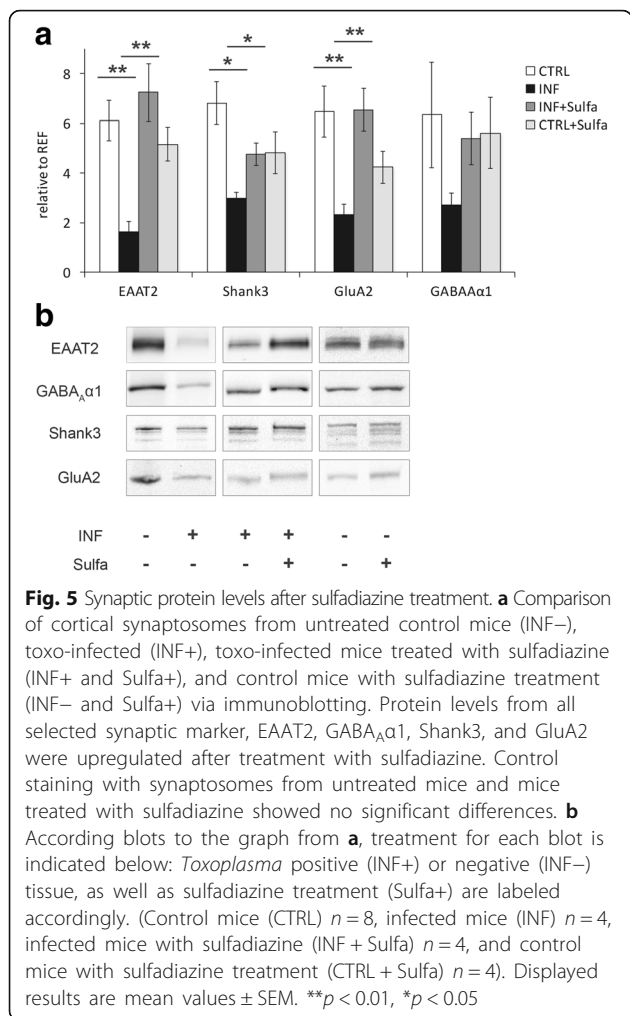 a
** ** * * ** **
8
6
4
2
0
relative to REF
CTRL
INF
INF+Sulfa
CTRL+Sulfa
EAAT2 Shank3 GluA2 GABAAα1
b
EAAT2
GABAAα1
Shank3
GluA2
INF - + + + - -
Sulfa - - - + - +
Fig. 5 Synaptic protein levels after sulfadiazine treatment. a Comparison
of cortical synaptosomes from untreated control mice (INF−),
toxo-infected (INF+), toxo-infected mice treated with sulfadiazine
(INF+ and Sulfa+), and control mice with sulfadiazine treatment
(INF− and Sulfa+) via immunoblotting. Protein levels from all
selected synaptic marker, EAAT2, GABAAα1, Shank3, and GluA2
were upregulated after treatment with sulfadiazine. Control
staining with synaptosomes from untreated mice and mice
treated with sulfadiazine showed no significant differences. b
According blots to the graph from a, treatment for each blot is
indicated below: Toxoplasma positive (INF+) or negative (INF−)
tissue, as well as sulfadiazine treatment (Sulfa+) are labeled
accordingly. (Control mice (CTRL) n = 8, infected mice (INF) n = 4,
infected mice with sulfadiazine (INF + Sulfa) n = 4, and control
mice with sulfadiazine treatment (CTRL + Sulfa) n = 4). Displayed
results are mean values ± SEM. **p < 0.01, *p < 0.05